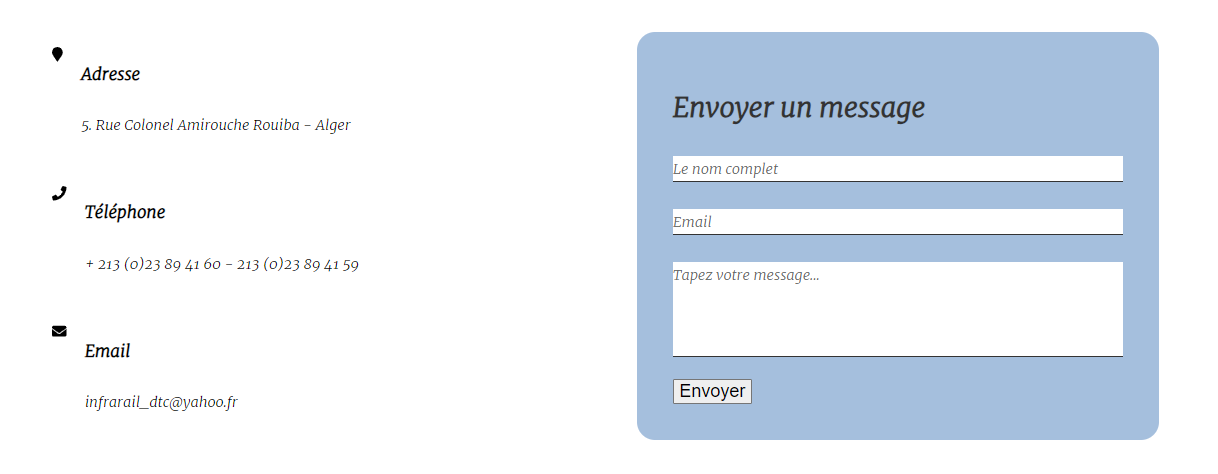 Adresse
5. Rue Colonel Amirouche Rouiba - Alger
Téléphone
+ 213 (0)23 89 41 60 - 213 (0)23 89 41 59
Email
infrarail_dtc@yahoo.fr
Envoyer un message
Le nom complet
Email
Tapez votre message...
Envoyer